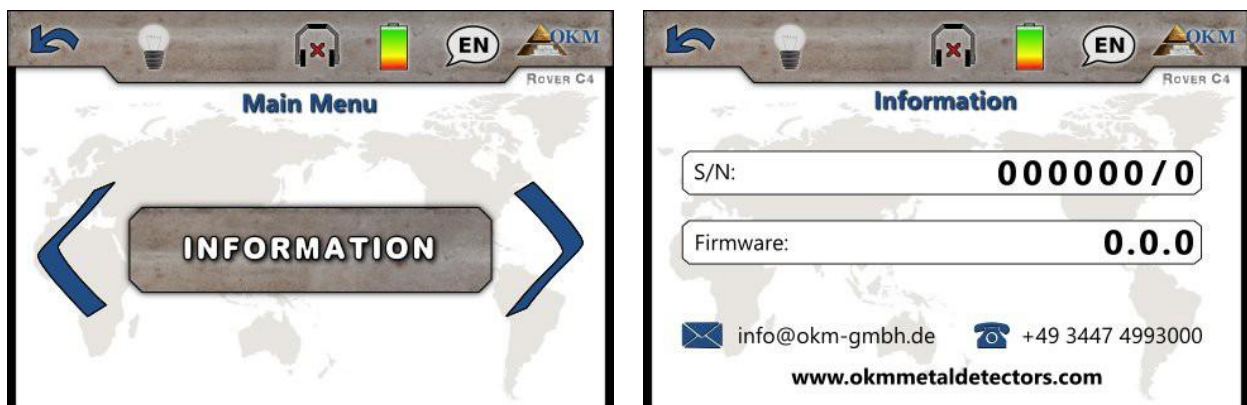 EN
OKM
ROVER C4
Main Menu
INFORMATION
EN
OKM
ROVER C4
Information
S/N: 000000/0
Firmware: 0.0.0
info@okm-gmbh.de +49 3447 4993000
www.okmmetaldetectors.com